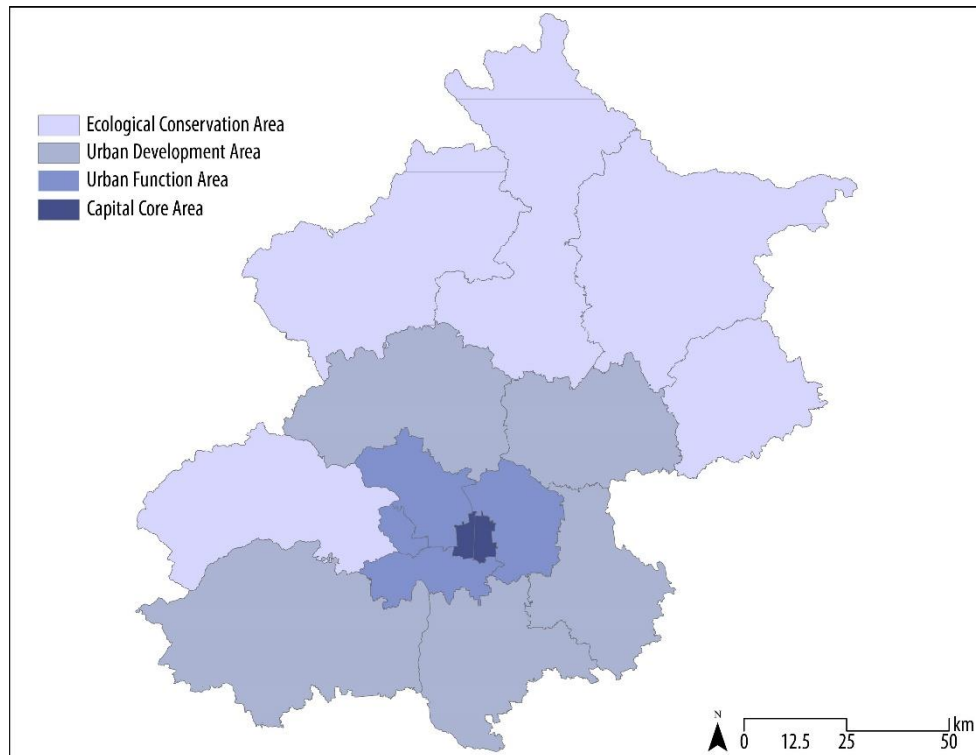 Ecological Conservation Area
Urban Development Area
Urban Function Area
Capital Core Area
N
km
0 12.5 25 50